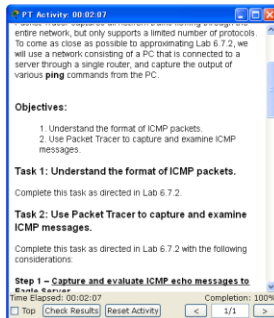 PT Activity: 00:02:07
entire network, but only supports a limited number of protocols.
To come as close as possible to approximating Lab 6.7.2, we
will use a network consisting of a PC that is connected to a
server through a single router, and capture the output of
various ping commands from the PC.
Objectives:
1. Understand the format of ICMP packets.
2. Use Packet Tracer to capture and examine ICMP
messages.
Task 1: Understand the format of ICMP packets.
Complete this task as directed in Lab 6.7.2.
Task 2: Use Packet Tracer to capture and examine
ICMP messages.
Complete this task as directed in Lab 6.7.2 with the following
considerations:
Step 1 – Capture and evaluate ICMP echo messages to
Eagle Server
Time Elapsed: 00:02:07 Completion: 100%
Top Check Results Reset Activity < 1/1 >